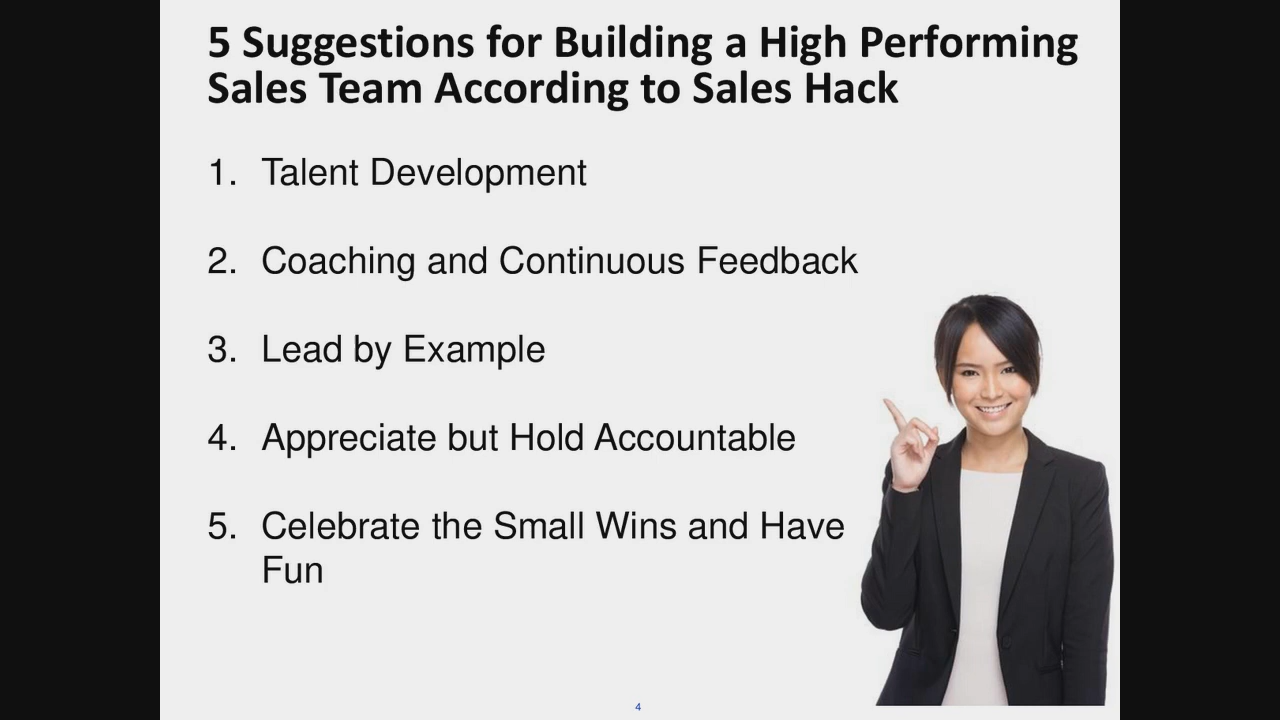 5 Suggestions for Building a High Performing
Sales Team According to Sales Hack
1. Talent Development
2. Coaching and Continuous Feedback
3. Lead by Example
4. Appreciate but Hold Accountable
5. Celebrate the Small Wins and Have
Fun
4